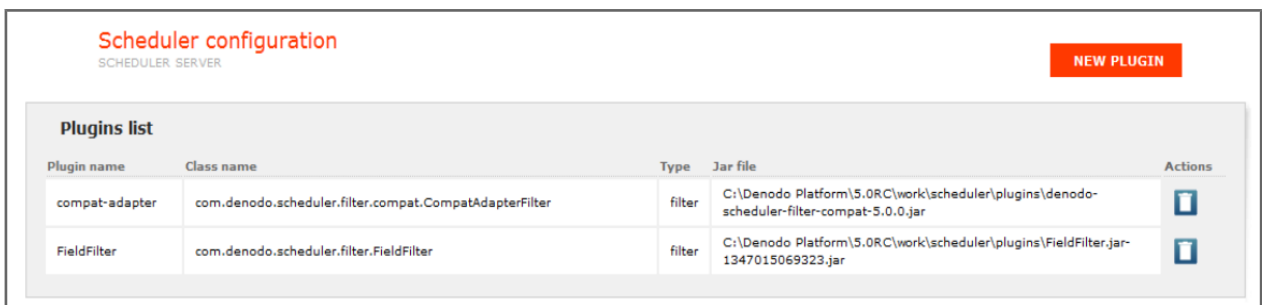 Scheduler configuration
SCHEDULER SERVER
NEW PLUGIN
Plugins list
Plugin name Class name Type Jar file Actions
compat-adapter com.denodo.scheduler.filter.compat.CompatAdapterFilter filter C:\Denodo Platform\5.0RC\work\scheduler\plugins\denodo-
scheduler-filter-compat-5.0.0.jar
FieldFilter com.denodo.scheduler.filter.FieldFilter filter C:\Denodo Platform\5.0RC\work\scheduler\plugins\FieldFilter.jar-
1347015069323.jar